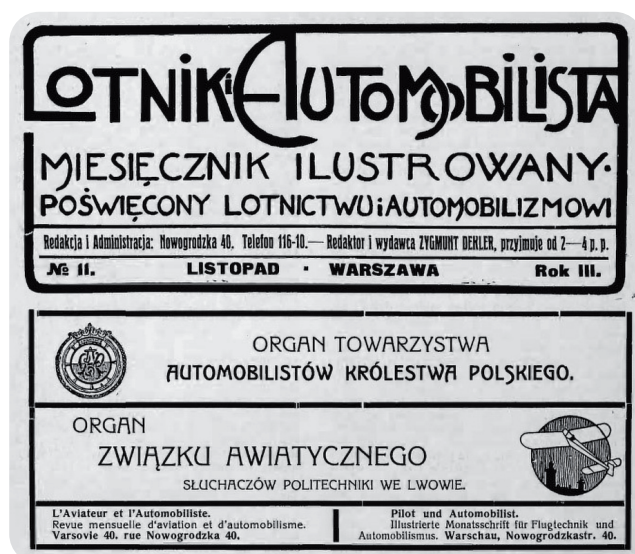 LOTNIK i AUTOMOBILISTA
MIESIĘCZNIK ILUSTROWANY·
POŚWIĘCONY LOTNICTWU i AUTOMOBILIZMOWI
Redakcja i Administracja: Nowogrodzka 40. Telefon 116-10.— Redaktor i wydawca ZYGMUNT DEKLER, przyjmuje od 2—4 p. p.
№ 11. LISTOPAD · WARSZAWA Rok III.
ORGAN TOWARZYSTWA
AUTOMOBILISTÓW KRÓLESTWA POLSKIEGO.
ORGAN
ZWIĄZKU AWIATYCZNEGO
SŁUCHACZÓW POLITECHNIKI WE LWOWIE.
L'Aviateur et l'Automobiliste.
Revue mensuelle d'aviation et d'automobilisme.
Varsovie 40. rue Nowogrodzka 40.
Pilot und Automobilist.
Illustrierte Monatsschrift für Flugtechnik und
Automobilismus. Warschau, Nowogrodzkastr. 40.